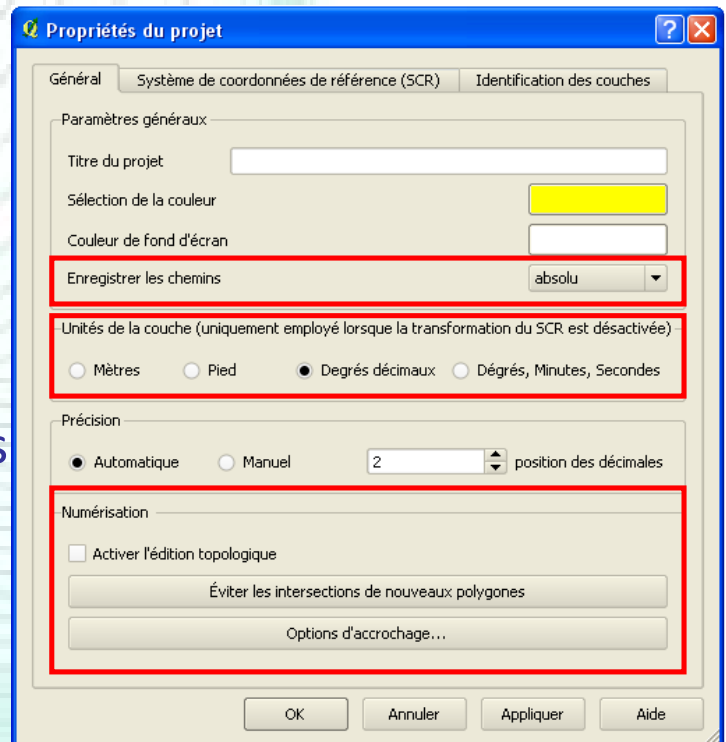 Propriétés du projet
Général Système de coordonnées de référence (SCR) Identification des couches
Paramètres généraux
Titre du projet
Sélection de la couleur
Couleur de fond d'écran
Enregistrer les chemins absolu
Unités de la couche (uniquement employé lorsque la transformation du SCR est désactivée)
Mètres Pied Degrés décimaux Dégrés, Minutes, Secondes
Précision
Automatique Manuel 2 position des décimales
Numérisation
Activer l'édition topologique
Éviter les intersections de nouveaux polygones
Options d'accrochage...
OK Annuler Appliquer Aide